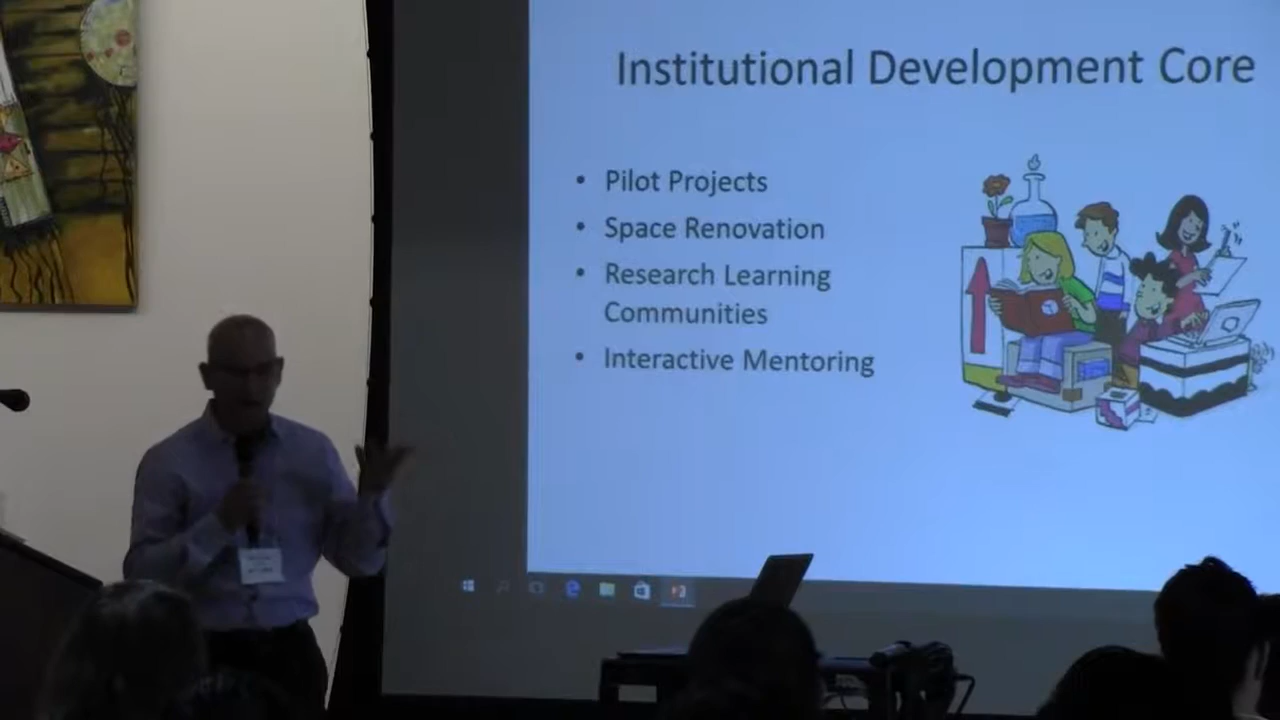 Institutional Development Core
• Pilot Projects
• Space Renovation
• Research Learning
Communities
• Interactive Mentoring